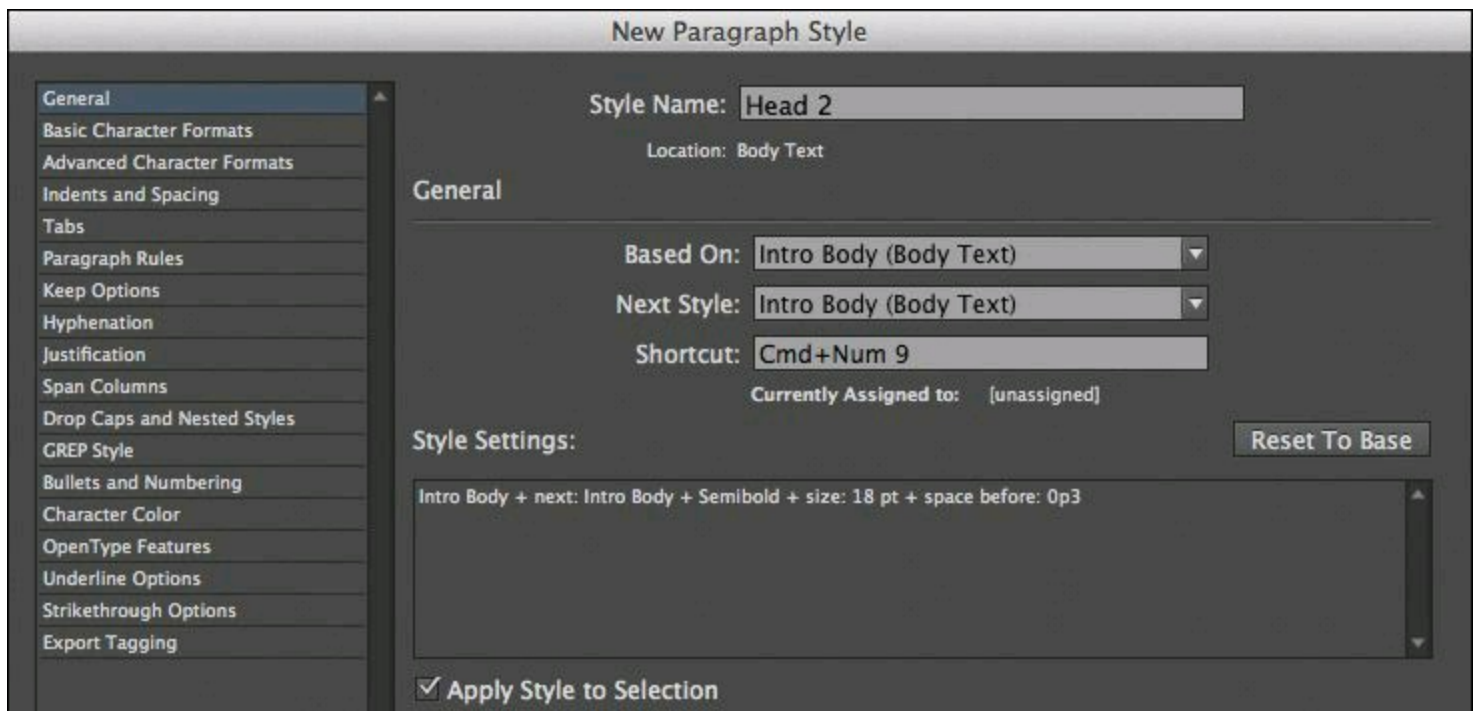 New Paragraph Style
General
Basic Character Formats
Advanced Character Formats
Indents and Spacing
Tabs
Paragraph Rules
Keep Options
Hyphenation
Justification
Span Columns
Drop Caps and Nested Styles
GREP Style
Bullets and Numbering
Character Color
OpenType Features
Underline Options
Strikethrough Options
Export Tagging
Style Name: Head 2
Location: Body Text
General
Based On: Intro Body (Body Text)
Next Style: Intro Body (Body Text)
Shortcut: Cmd+Num 9
Currently Assigned to: [unassigned]
Style Settings: Reset To Base
Intro Body + next: Intro Body + Semibold + size: 18 pt + space before: 0p3
Apply Style to Selection